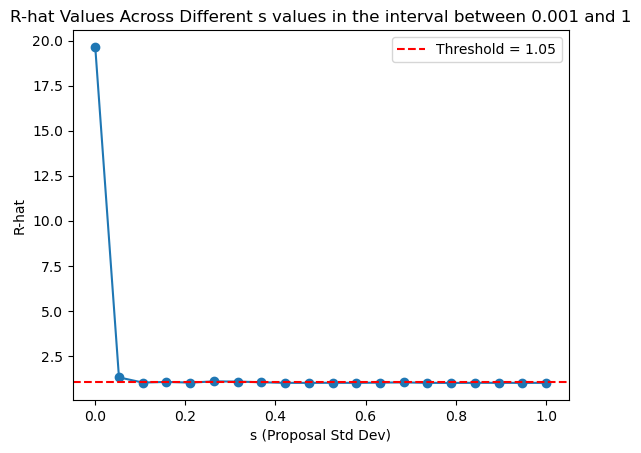 R-hat Values Across Different s values in the interval between 0.001 and 1
20.0
17.5
15.0
12.5
10.0
7.5
5.0
2.5
R-hat
Threshold = 1.05
0.0 0.2 0.4 0.6 0.8 1.0
s (Proposal Std Dev)